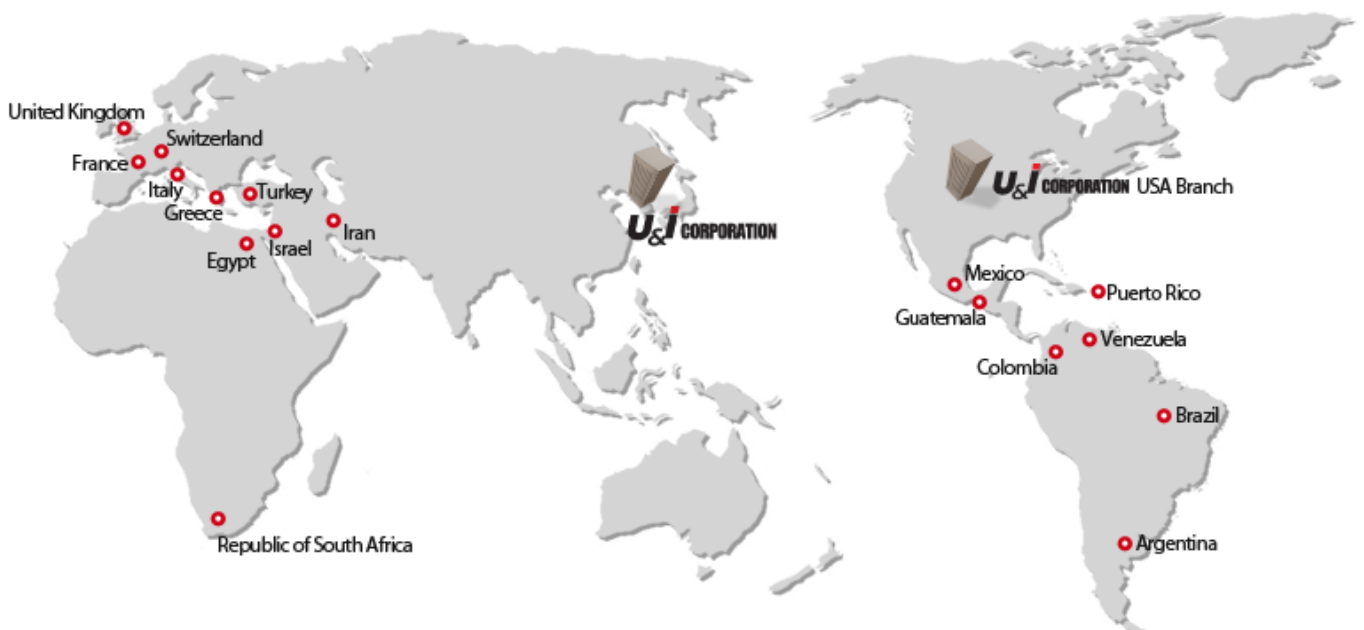 United Kingdom
Switzerland
France
Italy
Turkey
Greece
Iran
Israel
Egypt
Republic of South Africa
u&i CORPORATION
u&i CORPORATION USA Branch
Mexico
Puerto Rico
Guatemala
Venezuela
Colombia
Brazil
Argentina